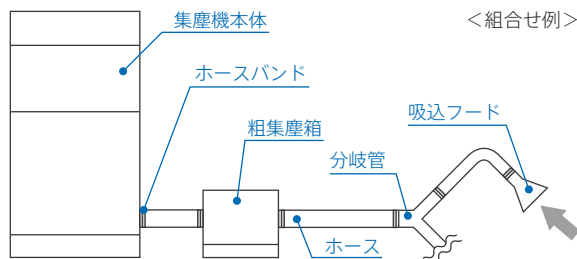 集塵機本体
<組合せ例>
ホースバンド
吸込フード
粗集塵箱
分岐管
ホース